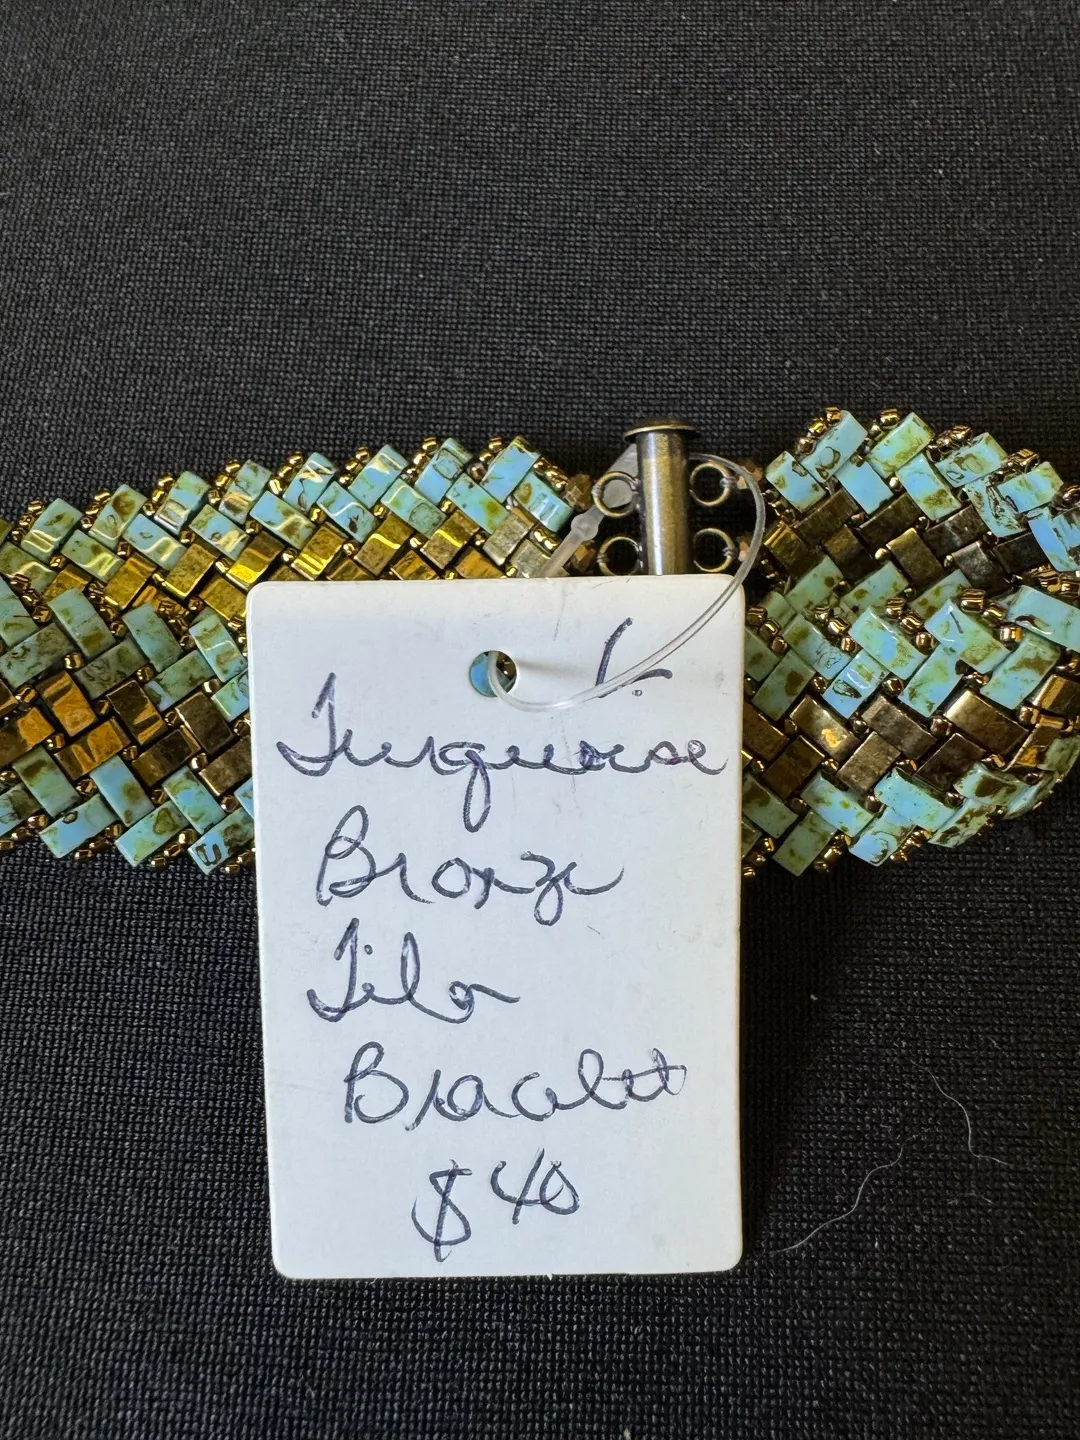 Turquoise
Bronze
Tila
Bracelet
$40